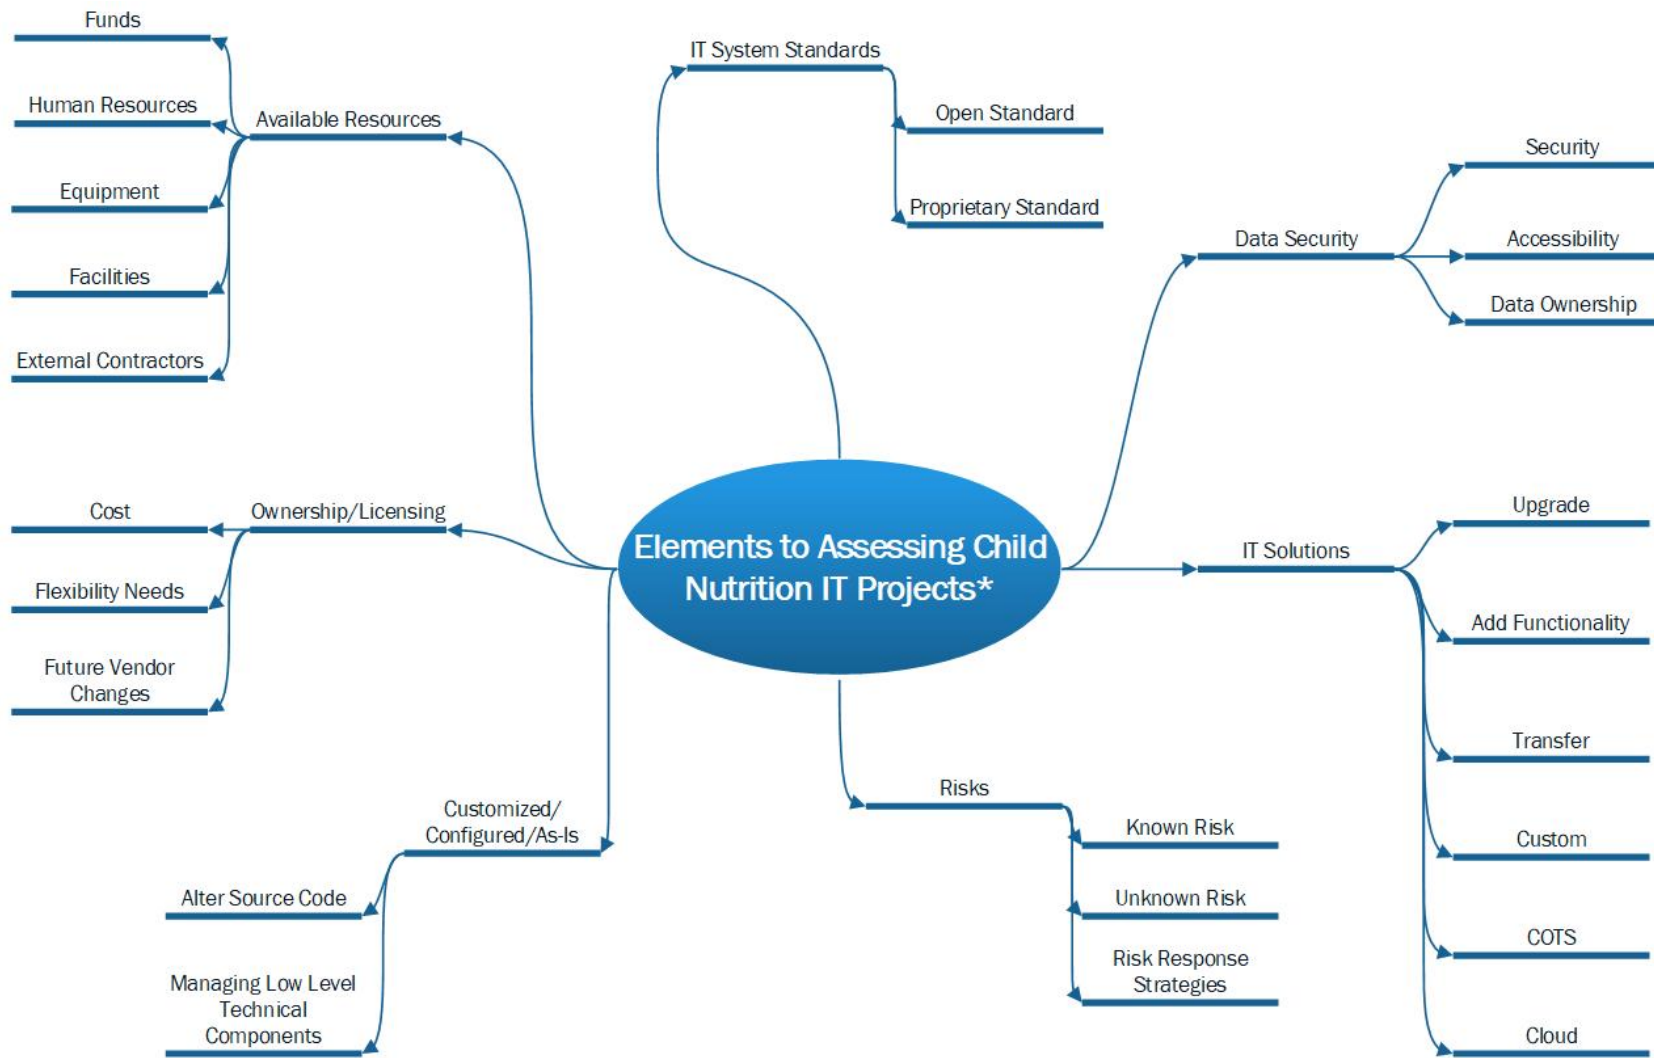 Funds
Human Resources
Available Resources
Equipment
Facilities
External Contractors
IT System Standards
Open Standard
Proprietary Standard
Security
Data Security
Accessibility
Data Ownership
Cost
Ownership/Licensing
Flexibility Needs
Future Vendor
Changes
Elements to Assessing Child
Nutrition IT Projects*
Upgrade
IT Solutions
Add Functionality
Transfer
Custom
COTS
Cloud
Customized/
Configured/As-Is
Alter Source Code
Managing Low Level
Technical
Components
Risks
Known Risk
Unknown Risk
Risk Response
Strategies